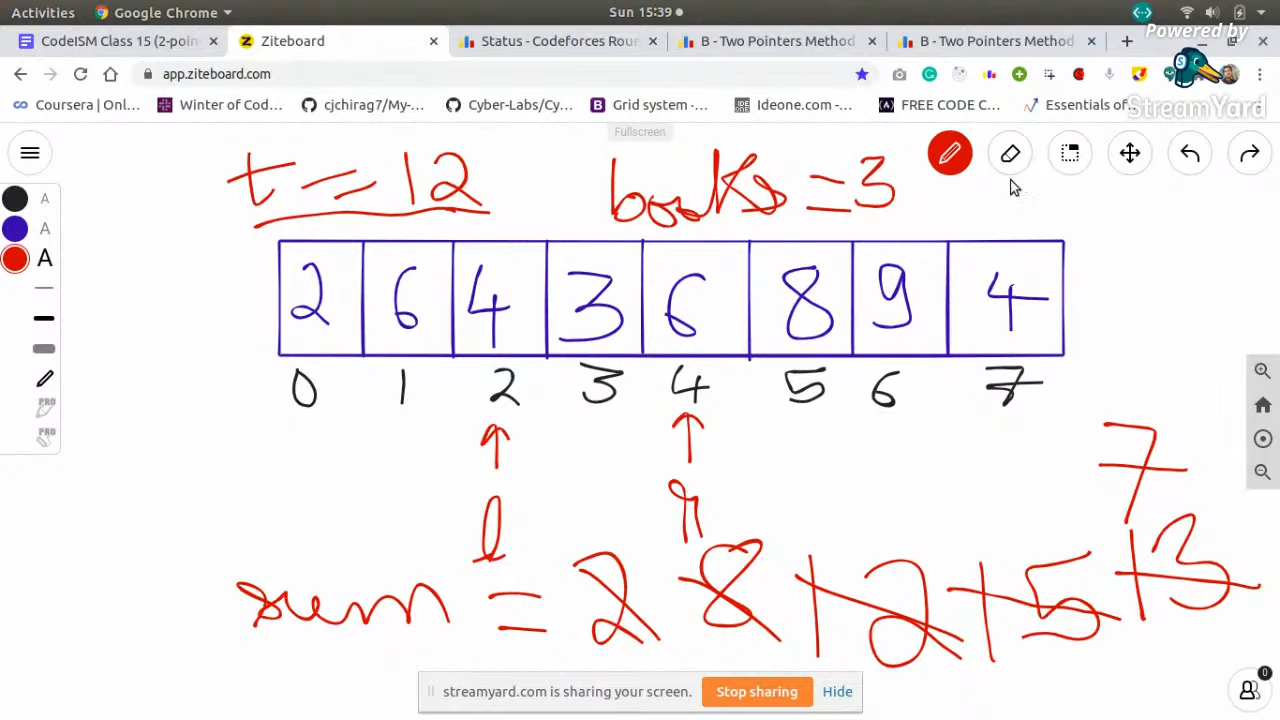 Activities Google Chrome Sun 15:39
Powered by
StreamYard
CodeISM Class 15 (2-poin Ziteboard Status - Codeforces Rour B - Two Pointers Method B - Two Pointers Method
app.ziteboard.com
Coursera | Onl... Winter of Cod... cjchirag7/My-... Cyber-Labs/Cy... Grid system -... Ideone.com -... FREE CODE C... Essentials of...
Fullscreen
t = 12 books = 3
A
A
A
PRO
PRO
2 6 4 3 6 8 9 4
0 1 2 3 4 5 6 7
l r
7
sum = 2 8 12 15 13
streamyard.com is sharing your screen. Stop sharing Hide
0